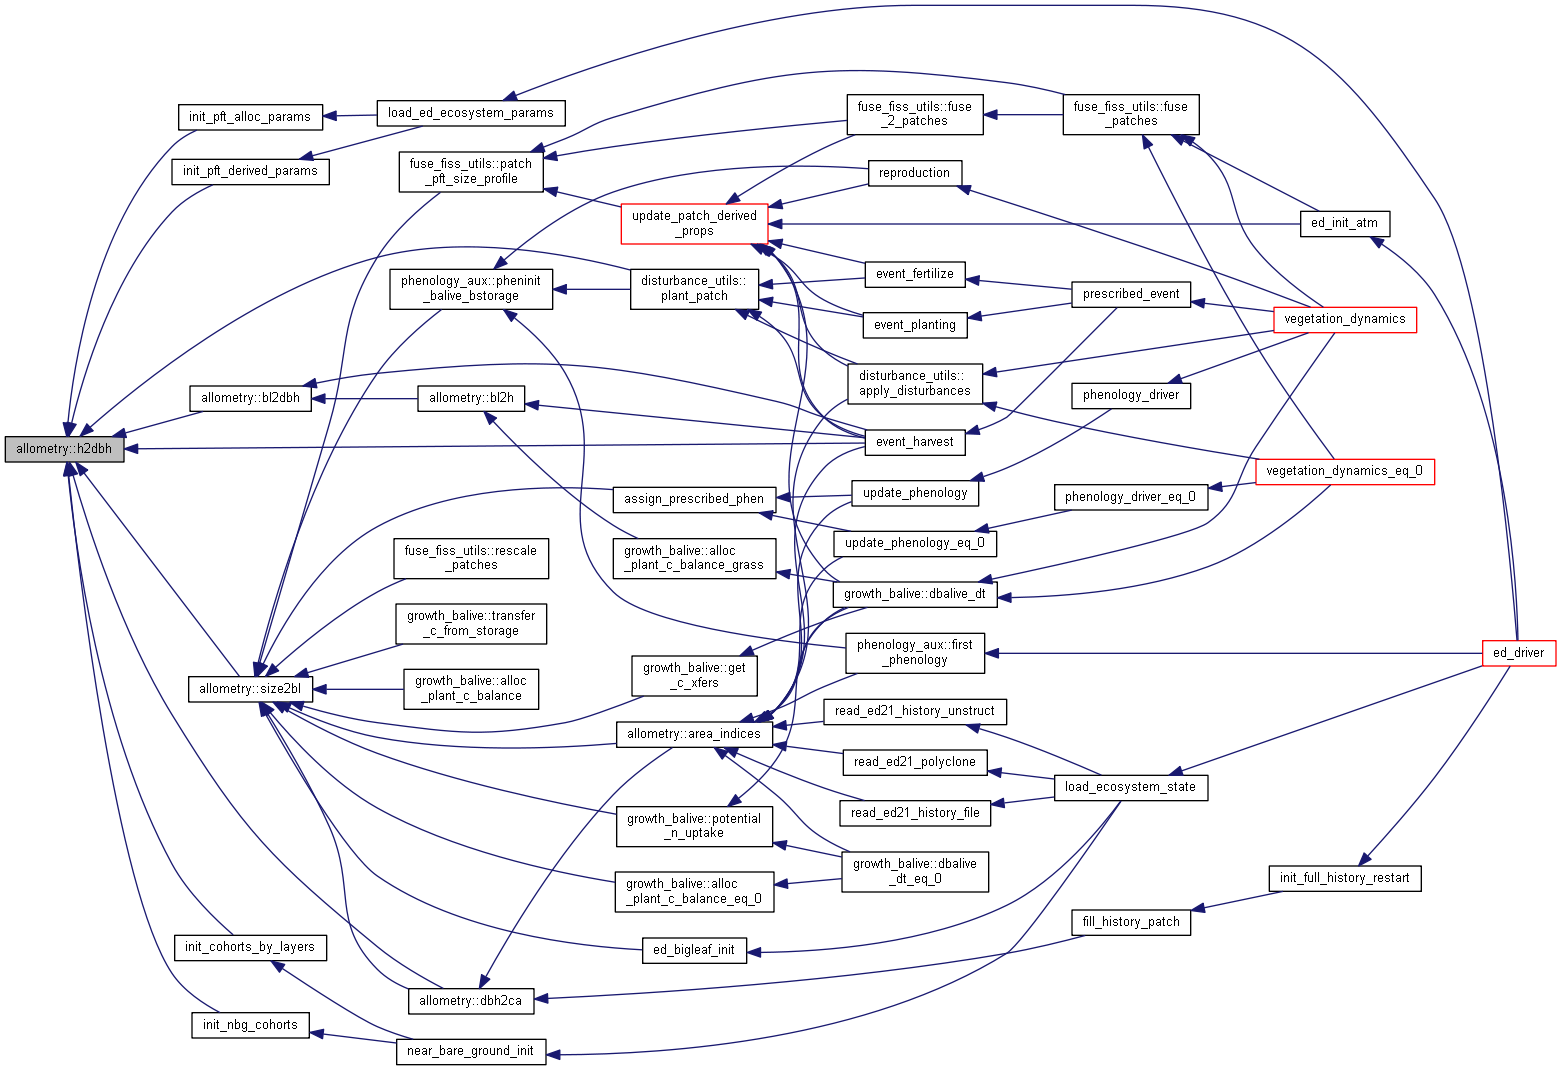 allometry::h2dbh
init_pft_alloc_params
init_pft_derived_params
allometry::bl2dbh
allometry::size2bl
init_cohorts_by_layers
init_nbg_cohorts
load_ed_ecosystem_params
fuse_fiss_utils::patch
_pft_size_profile
phenology_aux::pheninit
_balive_bstorage
allometry::bl2h
fuse_fiss_utils::rescale
_patches
growth_balive::transfer
_c_from_storage
growth_balive::alloc
_plant_c_balance
allometry::dbh2ca
near_bare_ground_init
update_patch_derived
_props
disturbance_utils::
plant_patch
assign_prescribed_phen
growth_balive::alloc
_plant_c_balance_grass
growth_balive::get
_c_xfers
allometry::area_indices
growth_balive::potential
_n_uptake
growth_balive::alloc
_plant_c_balance_eq_0
ed_bigleaf_init
fuse_fiss_utils::fuse
_2_patches
reproduction
event_fertilize
event_planting
disturbance_utils::
apply_disturbances
event_harvest
update_phenology
update_phenology_eq_0
growth_balive::dbalive_dt
phenology_aux::first
_phenology
read_ed21_history_unstruct
read_ed21_polyclone
read_ed21_history_file
growth_balive::dbalive
_dt_eq_0
fuse_fiss_utils::fuse
_patches
prescribed_event
phenology_driver
phenology_driver_eq_0
load_ecosystem_state
fill_history_patch
ed_init_atm
vegetation_dynamics
vegetation_dynamics_eq_0
init_full_history_restart
ed_driver